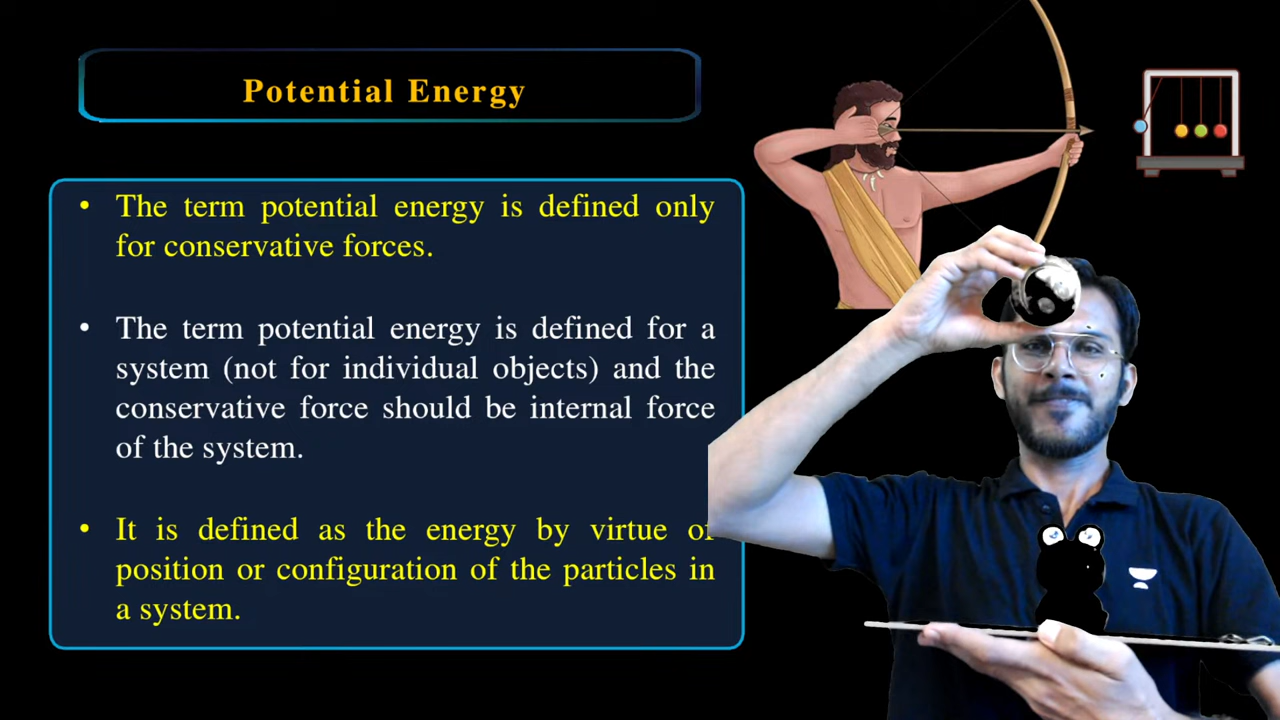 Potential Energy
• The term potential energy is defined only
for conservative forces.
• The term potential energy is defined for a
system (not for individual objects) and the
conservative force should be internal force
of the system.
• It is defined as the energy by virtue of
position or configuration of the particles in
a system.